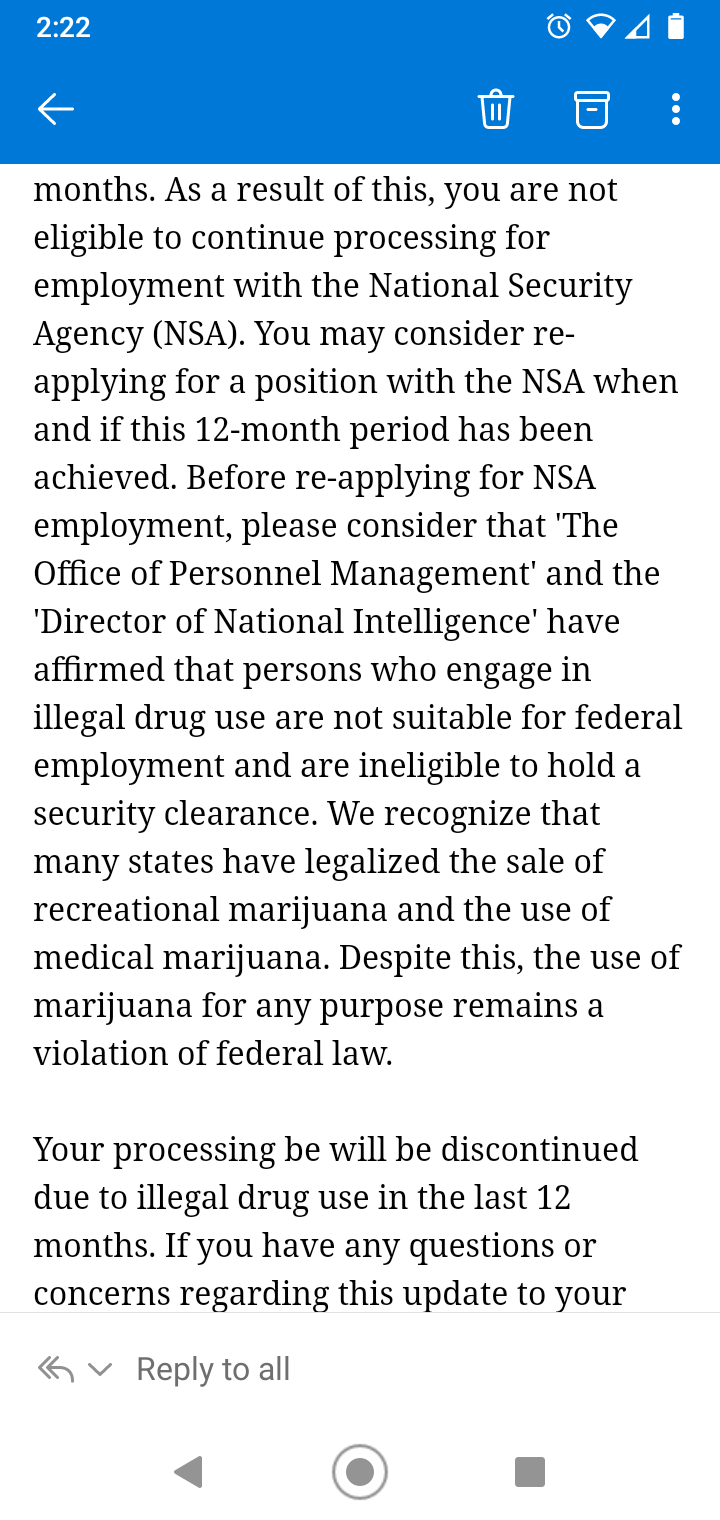 2:22
months. As a result of this, you are not
eligible to continue processing for
employment with the National Security
Agency (NSA). You may consider re-
applying for a position with the NSA when
and if this 12-month period has been
achieved. Before re-applying for NSA
employment, please consider that 'The
Office of Personnel Management' and the
'Director of National Intelligence' have
affirmed that persons who engage in
illegal drug use are not suitable for federal
employment and are ineligible to hold a
security clearance. We recognize that
many states have legalized the sale of
recreational marijuana and the use of
medical marijuana. Despite this, the use of
marijuana for any purpose remains a
violation of federal law.
Your processing be will be discontinued
due to illegal drug use in the last 12
months. If you have any questions or
concerns regarding this update to your
Reply to all